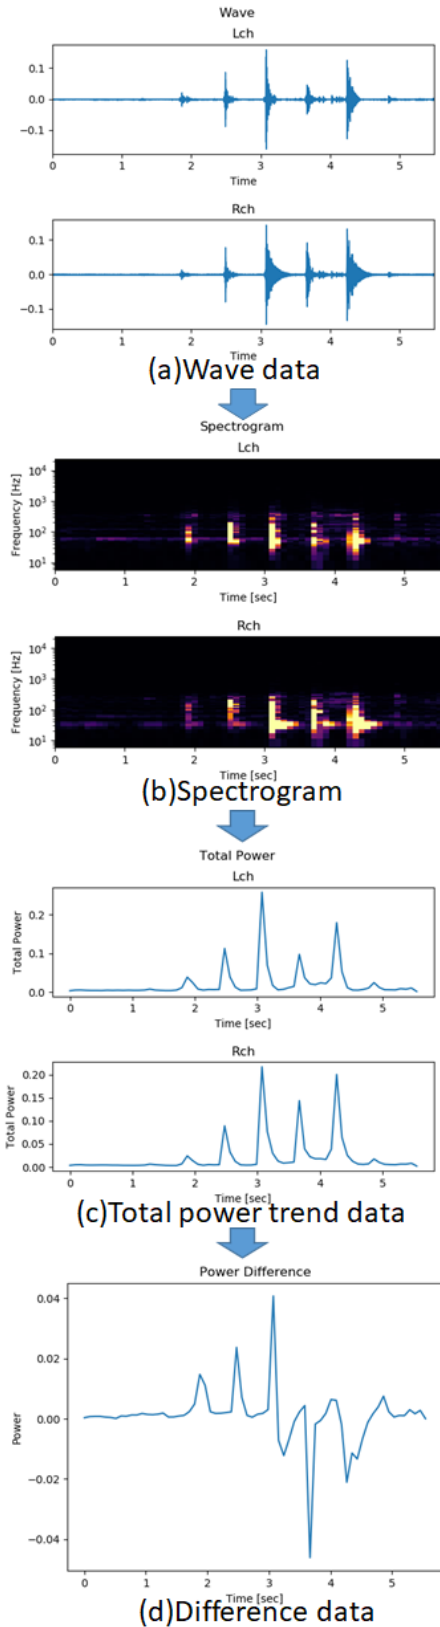 Wave
Lch
0.1
0.0
−0.1
0 1 2 3 4 5
Time
Rch
0.1
0.0
−0.1
0 1 2 3 4 5
Time
(a)Wave data
Spectrogram
Lch
Frequency [Hz]
10⁴
10³
10²
10¹
0 1 2 3 4 5
Time [sec]
Rch
Frequency [Hz]
10⁴
10³
10²
10¹
0 1 2 3 4 5
Time [sec]
(b)Spectrogram
Total Power
Lch
Total Power
0.2
0.1
0.0
0 1 2 3 4 5
Time [sec]
Rch
Total Power
0.20
0.15
0.10
0.05
0.00
0 1 2 3 4 5
Time [sec]
(c)Total power trend data
Power Difference
Power
0.04
0.02
0.00
−0.02
−0.04
0 1 2 3 4 5
Time [sec]
(d)Difference data